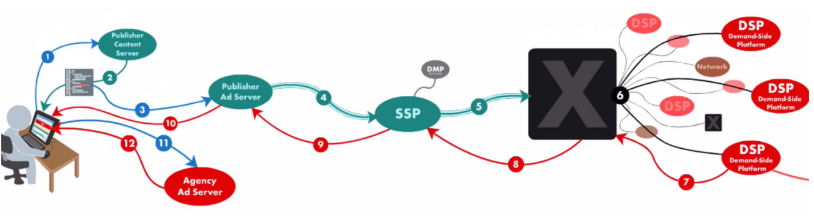 1
Publisher
Content
Server
2
3
Publisher
Ad Server
4
DMP
SSP
5
X
6
DSP
Network
DSP
X
DSP
Demand-Side
Platform
DSP
Demand-Side
Platform
DSP
Demand-Side
Platform
7
8
9
10
11
12
Agency
Ad Server